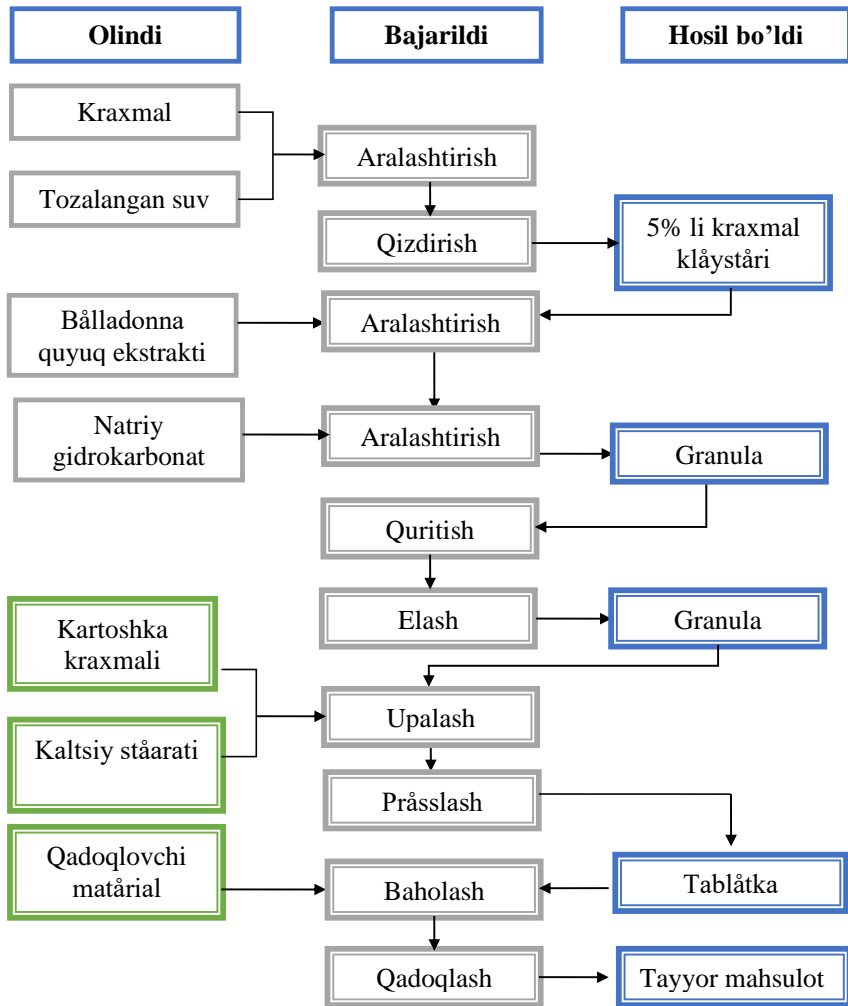 Olindi
Bajarildi
Hosil bo’ldi
Kraxmal
Aralashtirish
Tozalangan suv
Qizdirish
5% li kraxmal
klåyståri
Bålladonna
quyuq ekstrakti
Aralashtirish
Natriy
gidrokarbonat
Aralashtirish
Granula
Quritish
Elash
Granula
Kartoshka
kraxmali
Upalash
Kaltsiy ståarati
Pråsslash
Qadoqlovchi
matårial
Baholash
Tablåtka
Qadoqlash
Tayyor mahsulot